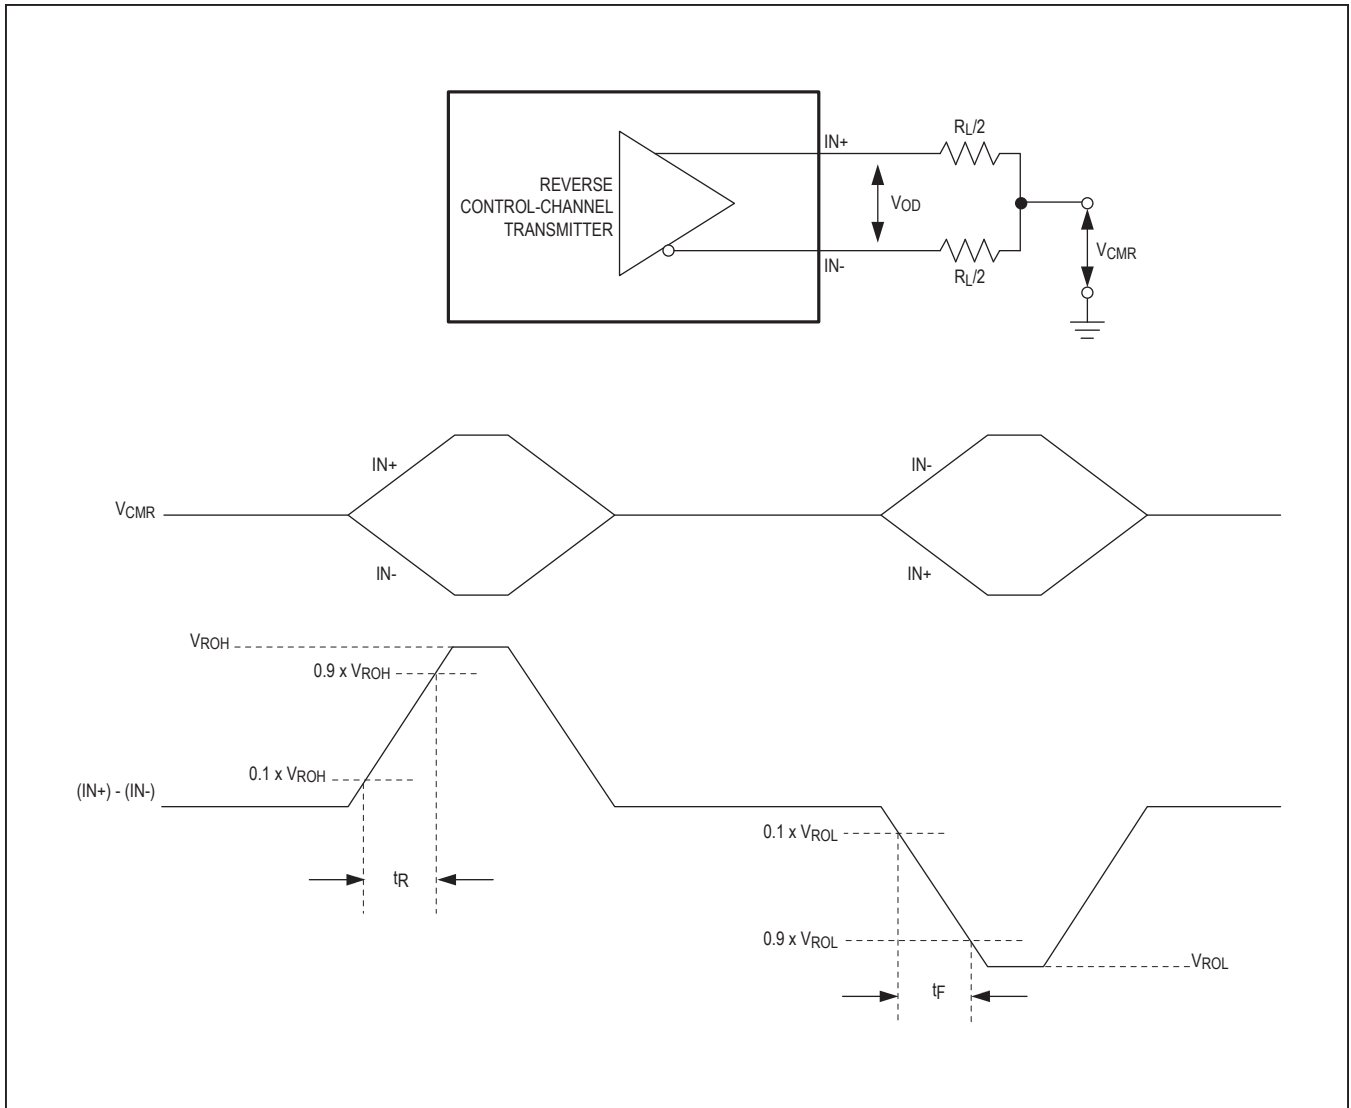 REVERSE
CONTROL-CHANNEL
TRANSMITTER
IN+
IN-
VOD
RL/2
RL/2
VCMR
VCMR
IN+
IN-
IN-
IN+
VROH
0.9 x VROH
0.1 x VROH
(IN+) - (IN-)
tR
0.1 x VROL
0.9 x VROL
VROL
tF